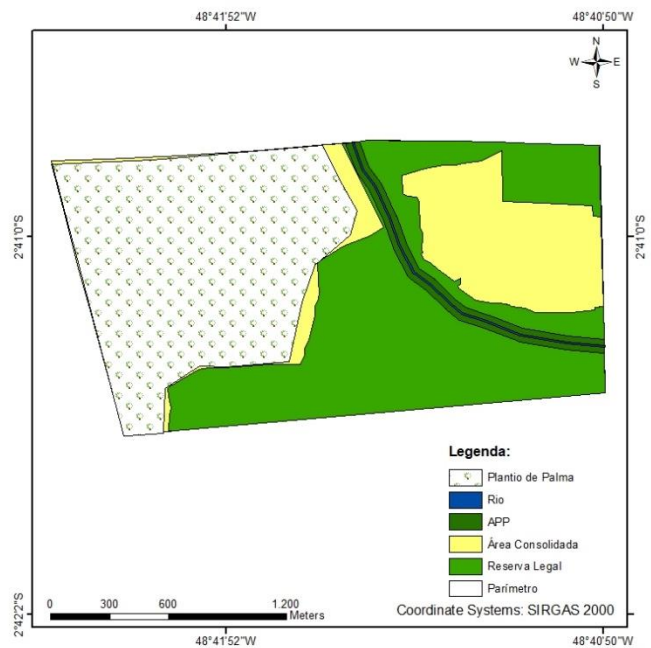 48°41'52"W 48°40'50"W
N
W E
S
2°41'0"S 2°41'0"S
Legenda:
Plantio de Palma
Rio
APP
Área Consolidada
Reserva Legal
Parímetro
0 300 600 1.200
Meters
Coordinate Systems: SIRGAS 2000
2°42'2"S 2°42'2"S
48°41'52"W 48°40'50"W